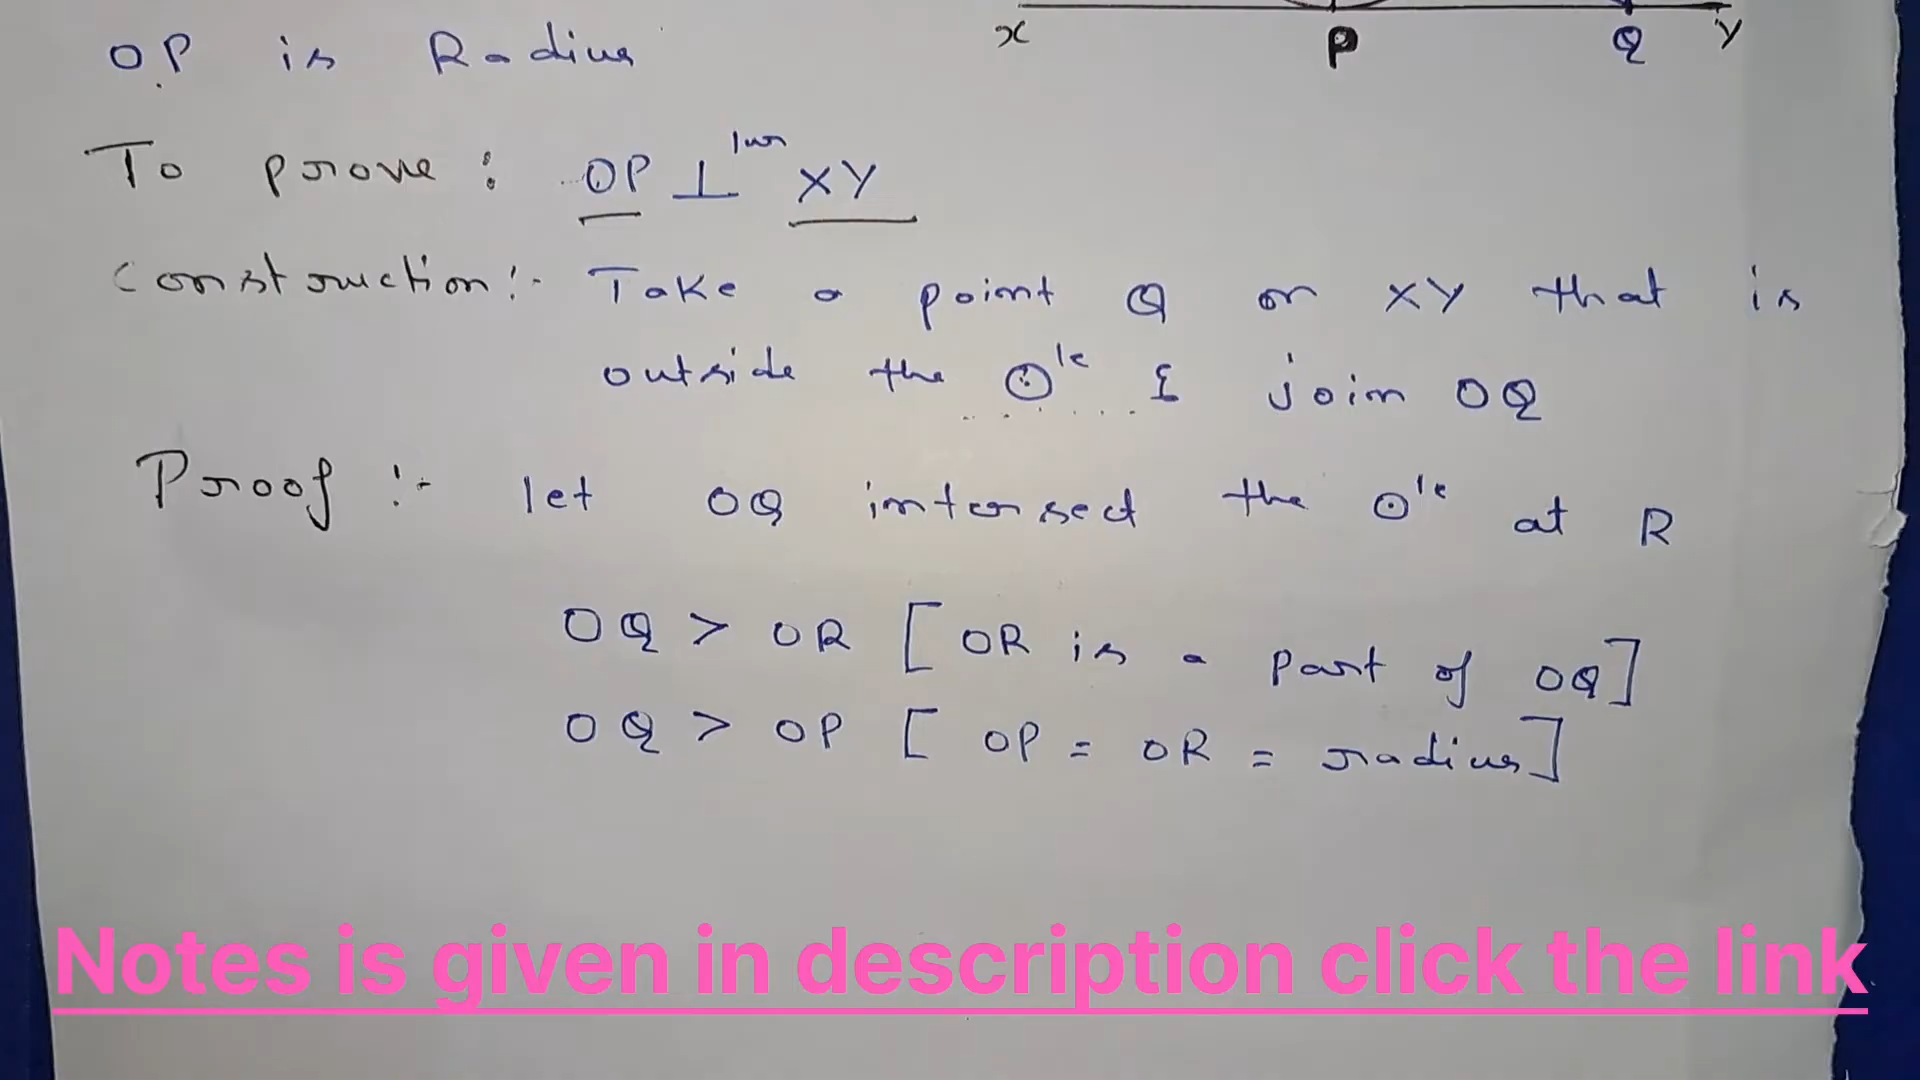 x P Q Y
OP is Radius
To prove : OP ⊥lar XY
construction :- Take a point Q on XY that is
outside the ⊙le & join OQ
Proof :- let OQ intersect the ⊙le at R
OQ > OR [OR is a part of OQ]
OQ > OP [OP = OR = radius]
Notes is given in description click the link